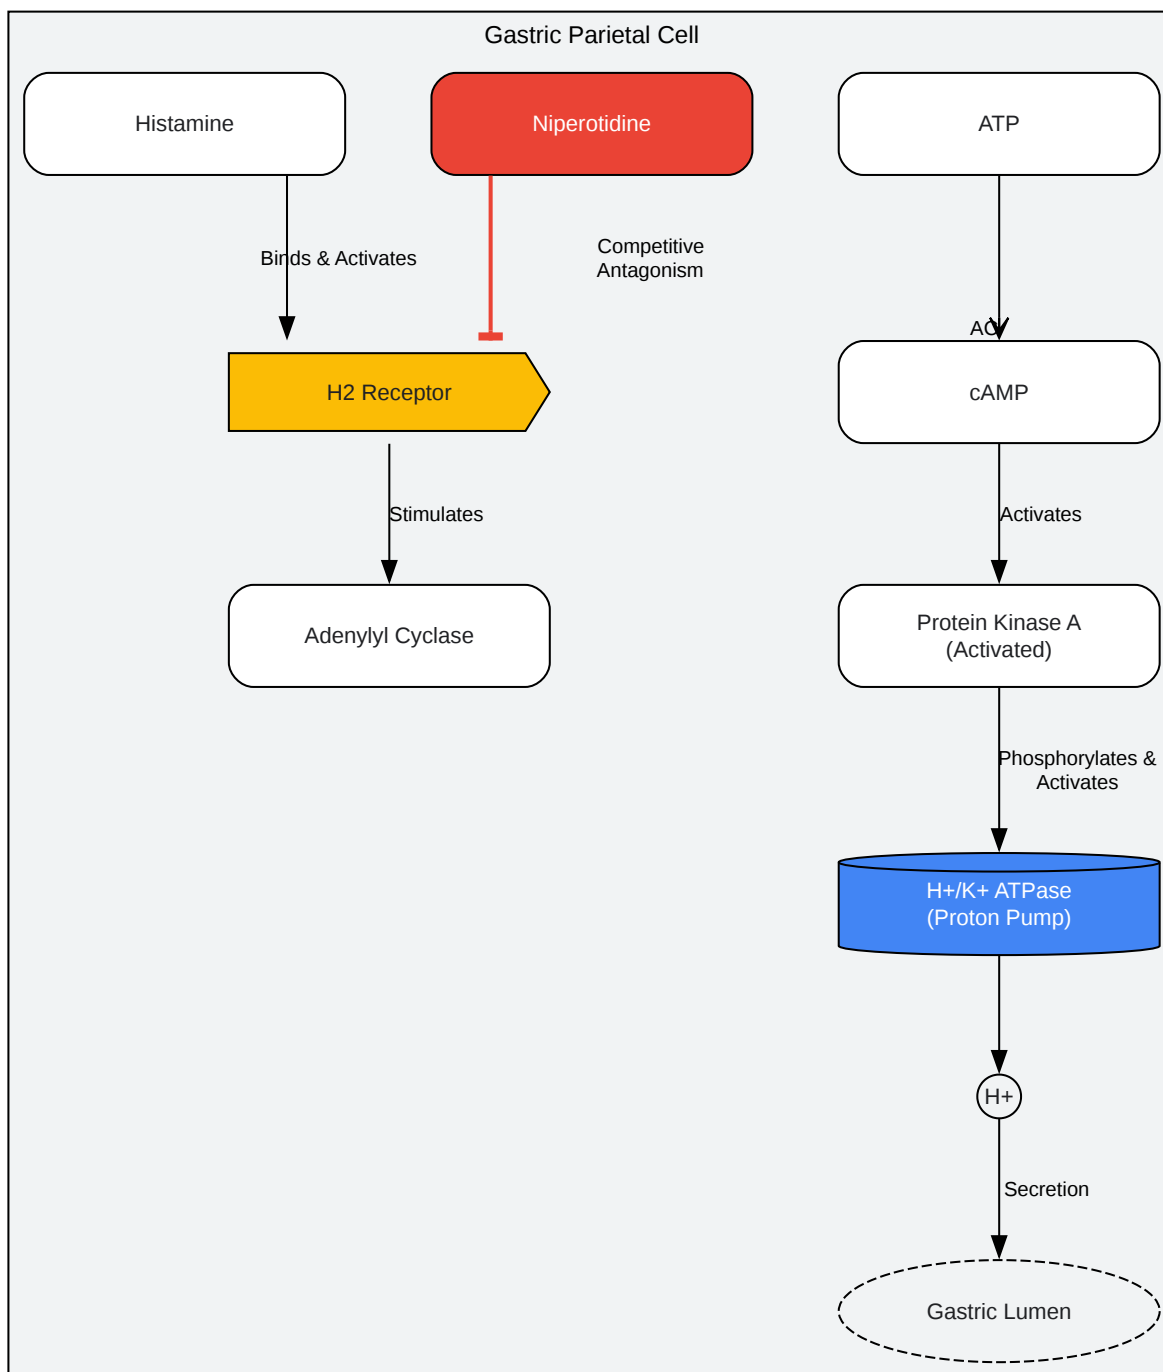 Gastric Parietal Cell
Histamine
Niperotidine
ATP
Binds & Activates
Competitive
Antagonism
AC
H2 Receptor
cAMP
Stimulates
Activates
Adenylyl Cyclase
Protein Kinase A
(Activated)
Phosphorylates &
Activates
H+/K+ ATPase
(Proton Pump)
H+
Secretion
Gastric Lumen